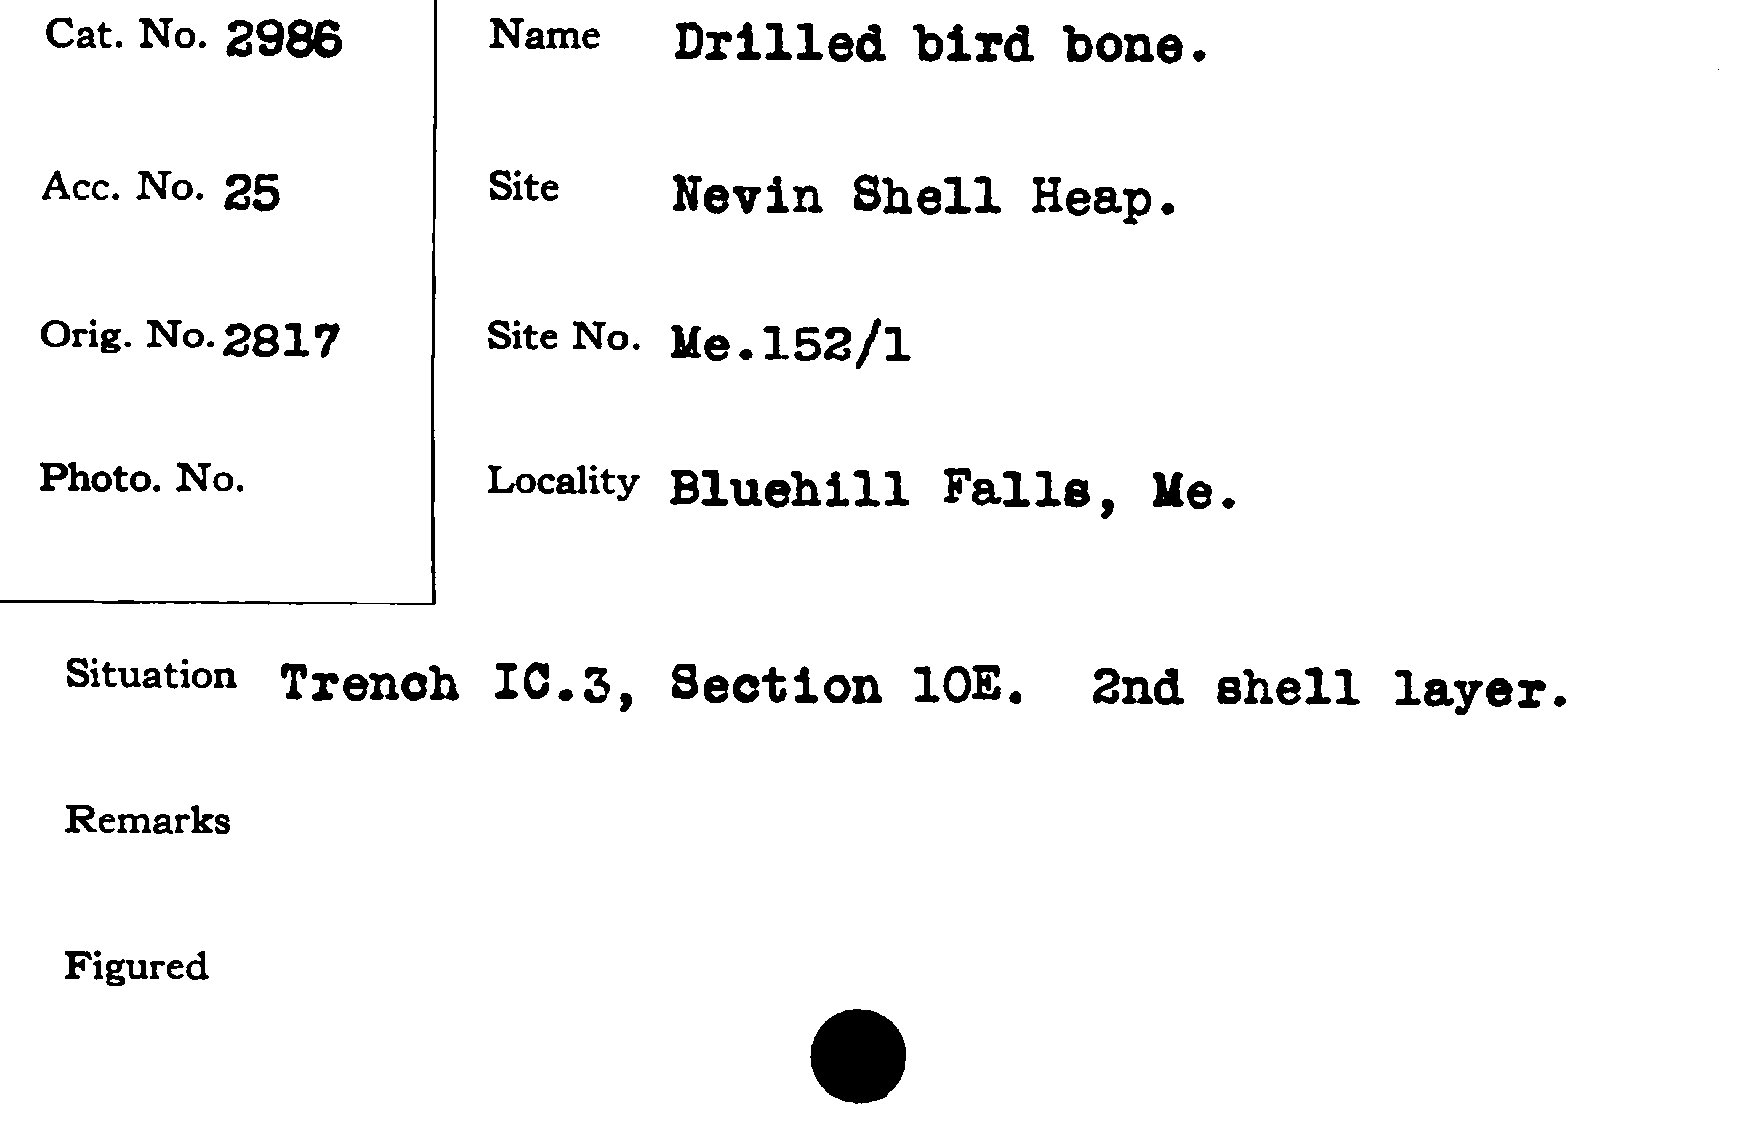 Cat. No. 2986
Name Drilled bird bone.
Acc. No. 25
Site Nevin Shell Heap.
Orig. No. 2817
Site No. Me.152/1
Photo. No.
Locality Bluehill Falls, Me.
Situation Trench IC.3, Section 10E. 2nd shell layer.
Remarks
Figured